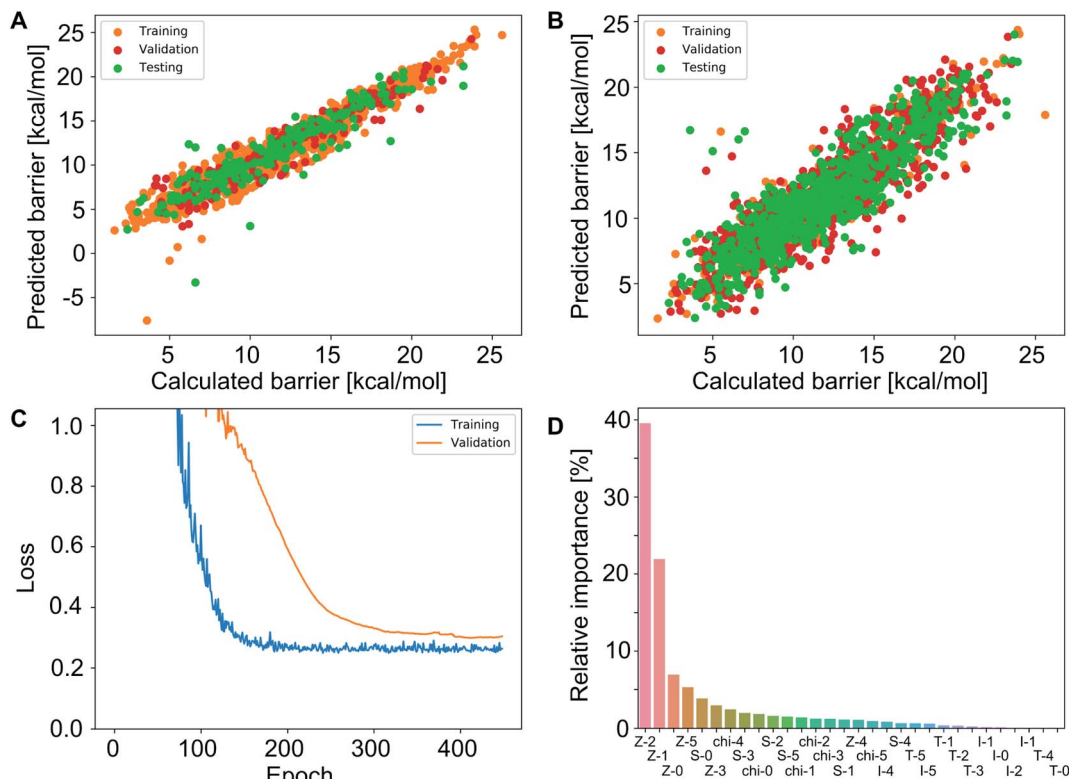 A
25
20
15
10
5
0
-5
Predicted barrier [kcal/mol]
Training
Validation
Testing
5
10
15
20
25
Calculated barrier [kcal/mol]
B
25
20
15
10
5
Predicted barrier [kcal/mol]
Training
Validation
Testing
5
10
15
20
25
Calculated barrier [kcal/mol]
C
1.0
0.8
0.6
0.4
0.2
0.0
Loss
Training
Validation
0
100
200
300
400
Epoch
D
40
30
20
10
0
Relative importance [%]
Z-2 Z-5 chi-4 S-2 chi-2 Z-4 S-4 T-1 I-1 I-1
Z-1 S-0 S-3 S-5 chi-3 chi-5 T-5 T-2 I-0 T-4
Z-0 Z-3 chi-0 chi-1 S-1 I-4 I-5 T-3 I-2 T-0